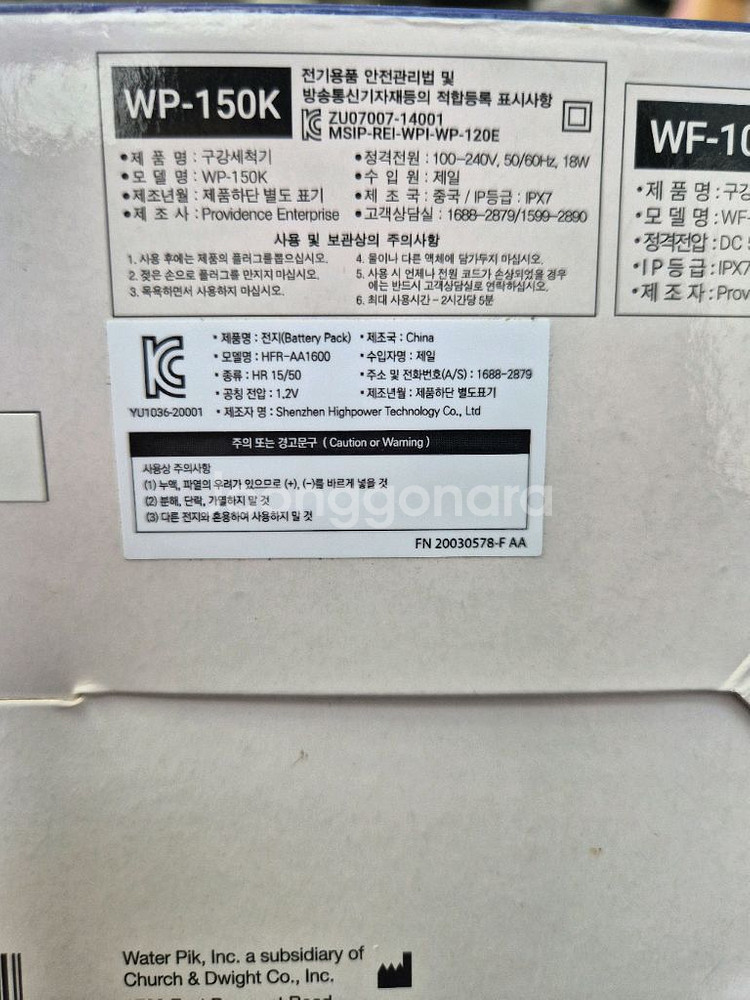 WP-150K
전기용품 안전관리법 및
방송통신기자재등의 적합등록 표시사항
ZU07007-14001
MSIP-REI-WPI-WP-120E
•제 품 명 : 구강세척기
•모 델 명 : WP-150K
•제조년월 : 제품하단 별도 표기
•제 조 사 : Providence Enterprise
•정격전원 : 100-240V, 50/60Hz, 18W
•수 입 원 : 제일
•제 조 국 : 중국 / IP등급 : IPX7
•고객상담실 : 1688-2879/1599-2890
사용 및 보관상의 주의사항
1. 사용 후에는 제품의 플러그를뽑으십시오.
2. 젖은 손으로 플러그를 만지지 마십시오.
3. 목욕하면서 사용하지 마십시오.
4. 물이나 다른 액체에 담가두지 마십시오.
5. 사용 시 언제나 전원 코드가 손상되었을 경우
에는 반드시 고객상담실로 연락하십시오.
6. 최대 사용시간 - 2시간당 5분
WF-10
•제 품 명 : 구강
•모 델 명 : WF-
•정격전압 : DC
•I P 등 급 : IPX7
•제 조 자 : Prov
YU1036-20001
• 제품명 : 전지(Battery Pack)
• 모델명 : HFR-AA1600
• 종류 : HR 15/50
• 공칭 전압 : 1.2V
• 제조자 명 : Shenzhen Highpower Technology Co., Ltd
• 제조국 : China
• 수입자명 : 제일
• 주소 및 전화번호(A/S) : 1688-2879
• 제조년월 : 제품하단 별도표기
주의 또는 경고문구 ( Caution or Warning )
사용상 주의사항
(1) 누액, 파열의 우려가 있으므로 (+), (-)를 바르게 넣을 것
(2) 분해, 단락, 가열하지 말 것
(3) 다른 전지와 혼용하여 사용하지 말 것
FN 20030578-F AA
joonggonara
Water Pik, Inc. a subsidiary of
Church & Dwight Co., Inc.